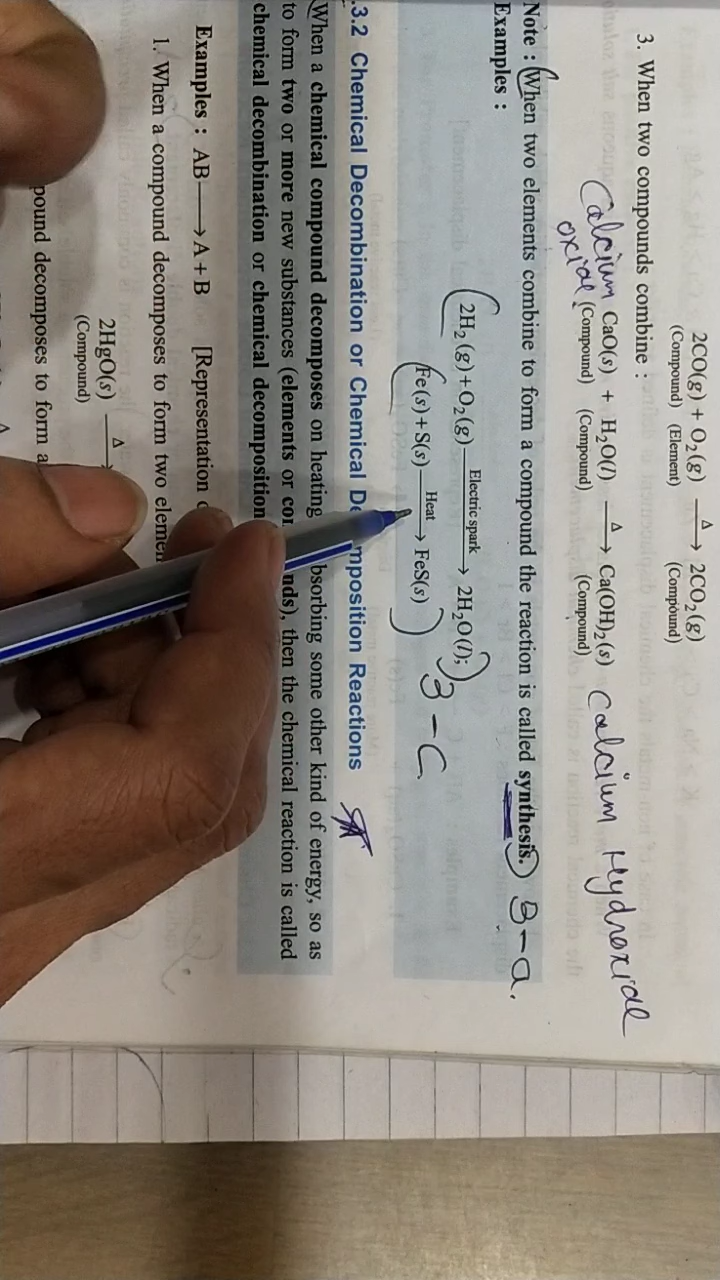 2CO(g) + O₂(g) —Δ→ 2CO₂(g)
(Compound) (Element) (Compound)
3. When two compounds combine :
Calcium CaO(s) + H₂O(l) —Δ→ Ca(OH)₂(s) Calcium Hydroxide
oxide (Compound) (Compound) (Compound)
Note : When two elements combine to form a compound the reaction is called synthesis. 3-a.
Examples :
2H₂(g)+O₂(g) —Electric spark→ 2H₂O(l);
Fe(s)+S(s) —Heat→ FeS(s) 3-C
.3.2 Chemical Decombination or Chemical De mposition Reactions
When a chemical compound decomposes on heating bsorbing some other kind of energy, so as
to form two or more new substances (elements or nds), then the chemical reaction is called
chemical decombination or chemical decomposition
Examples : AB⟶A + B [Representation
1. When a compound decomposes to form two elemen
2HgO(s) —Δ→
(Compound)
pound decomposes to form a
Δ